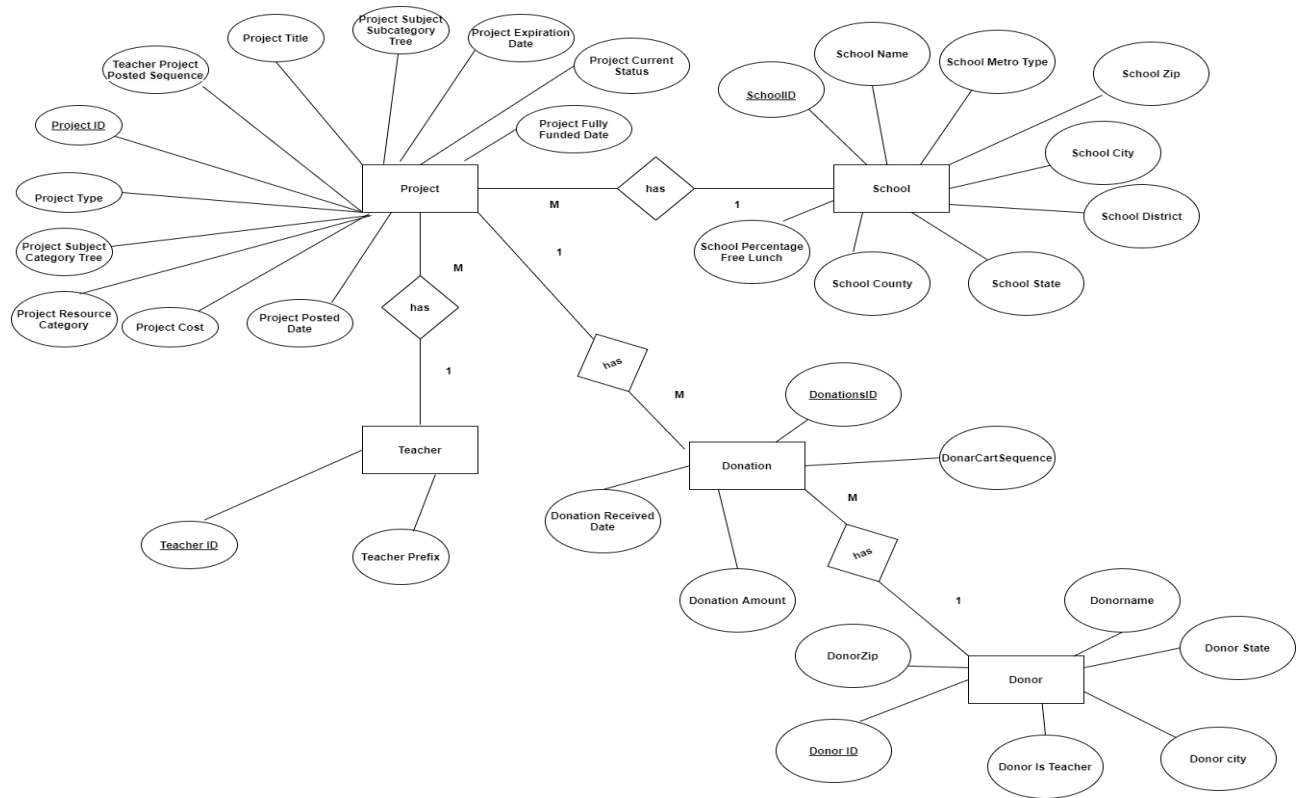 Project Subject
Subcategory
Tree
Project Title
Project Expiration
Date
Teacher Project
Posted Sequence
Project Current
Status
Project ID
Project Fully
Funded Date
Project Type
Project
Project Subject
Category Tree
Project Resource
Category
Project Cost
Project Posted
Date
has
M
1
School Name
School Metro Type
School Zip
SchoolID
School City
School
School District
School Percentage
Free Lunch
School County
School State
M
has
1
Teacher
Teacher ID
Teacher Prefix
1
has
M
DonationsID
Donation
DonarCartSequence
Donation Received
Date
Donation Amount
M
has
1
Donorname
DonorZip
Donor State
Donor
Donor ID
Donor Is Teacher
Donor city